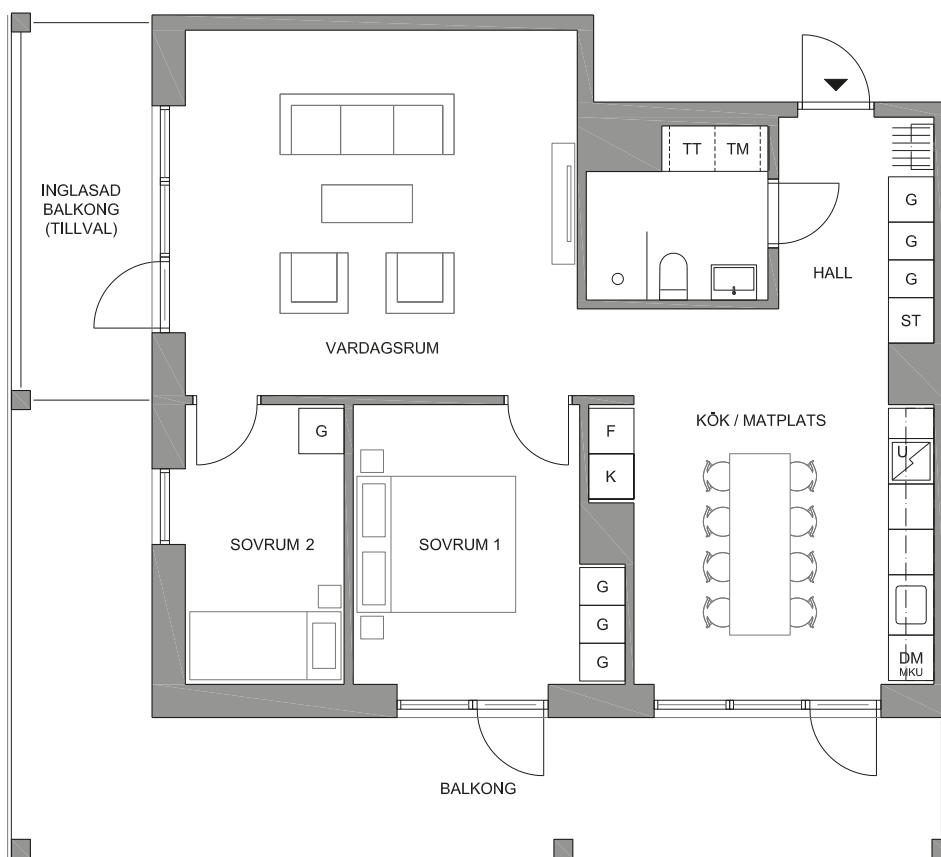 TT
TM
INGLASAD
BALKONG
(TILLVAL)
G
G
G
HALL
ST
VARDAGSRUM
KÖK / MATPLATS
G
F
U
K
SOVRUM 2
SOVRUM 1
G
G
G
DM
MKU
BALKONG